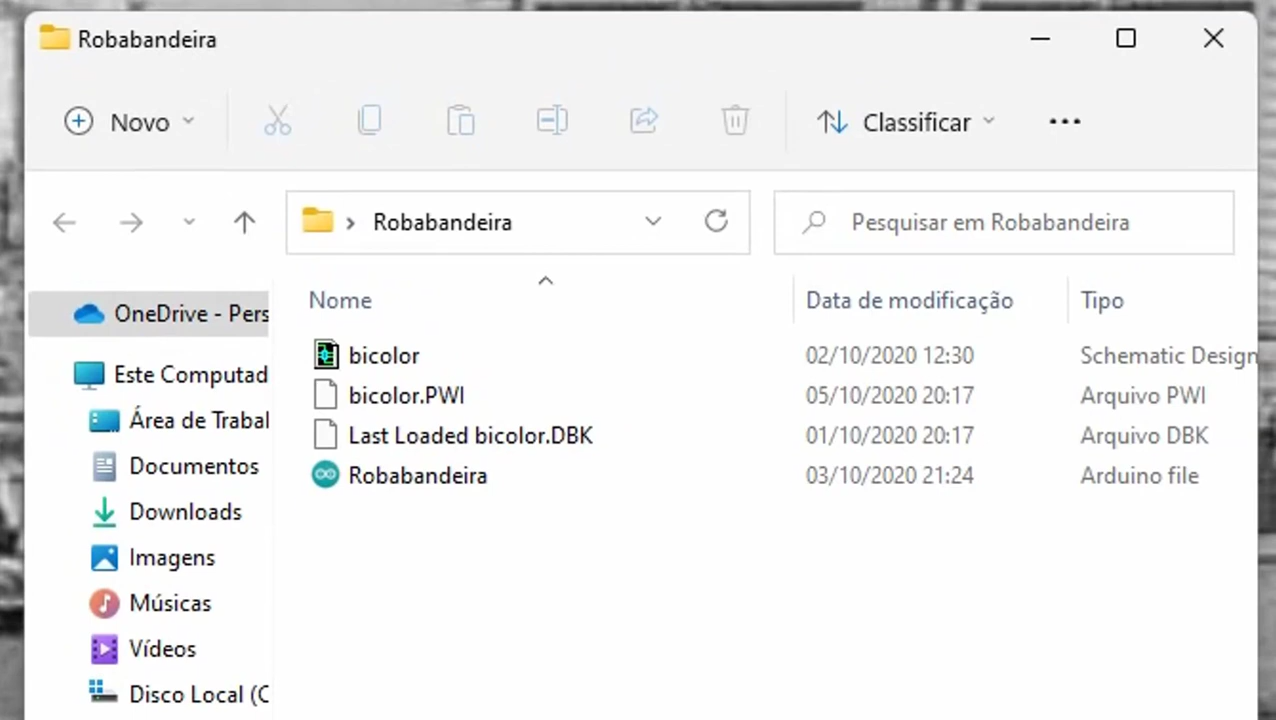 Robabandeira
Novo
Classificar
Robabandeira
Pesquisar em Robabandeira
OneDrive - Pers
Este Computad
Área de Trabal
Documentos
Downloads
Imagens
Músicas
Vídeos
Disco Local (C
Nome Data de modificação Tipo
bicolor 02/10/2020 12:30 Schematic Design
bicolor.PWI 05/10/2020 20:17 Arquivo PWI
Last Loaded bicolor.DBK 01/10/2020 20:17 Arquivo DBK
Robabandeira 03/10/2020 21:24 Arduino file